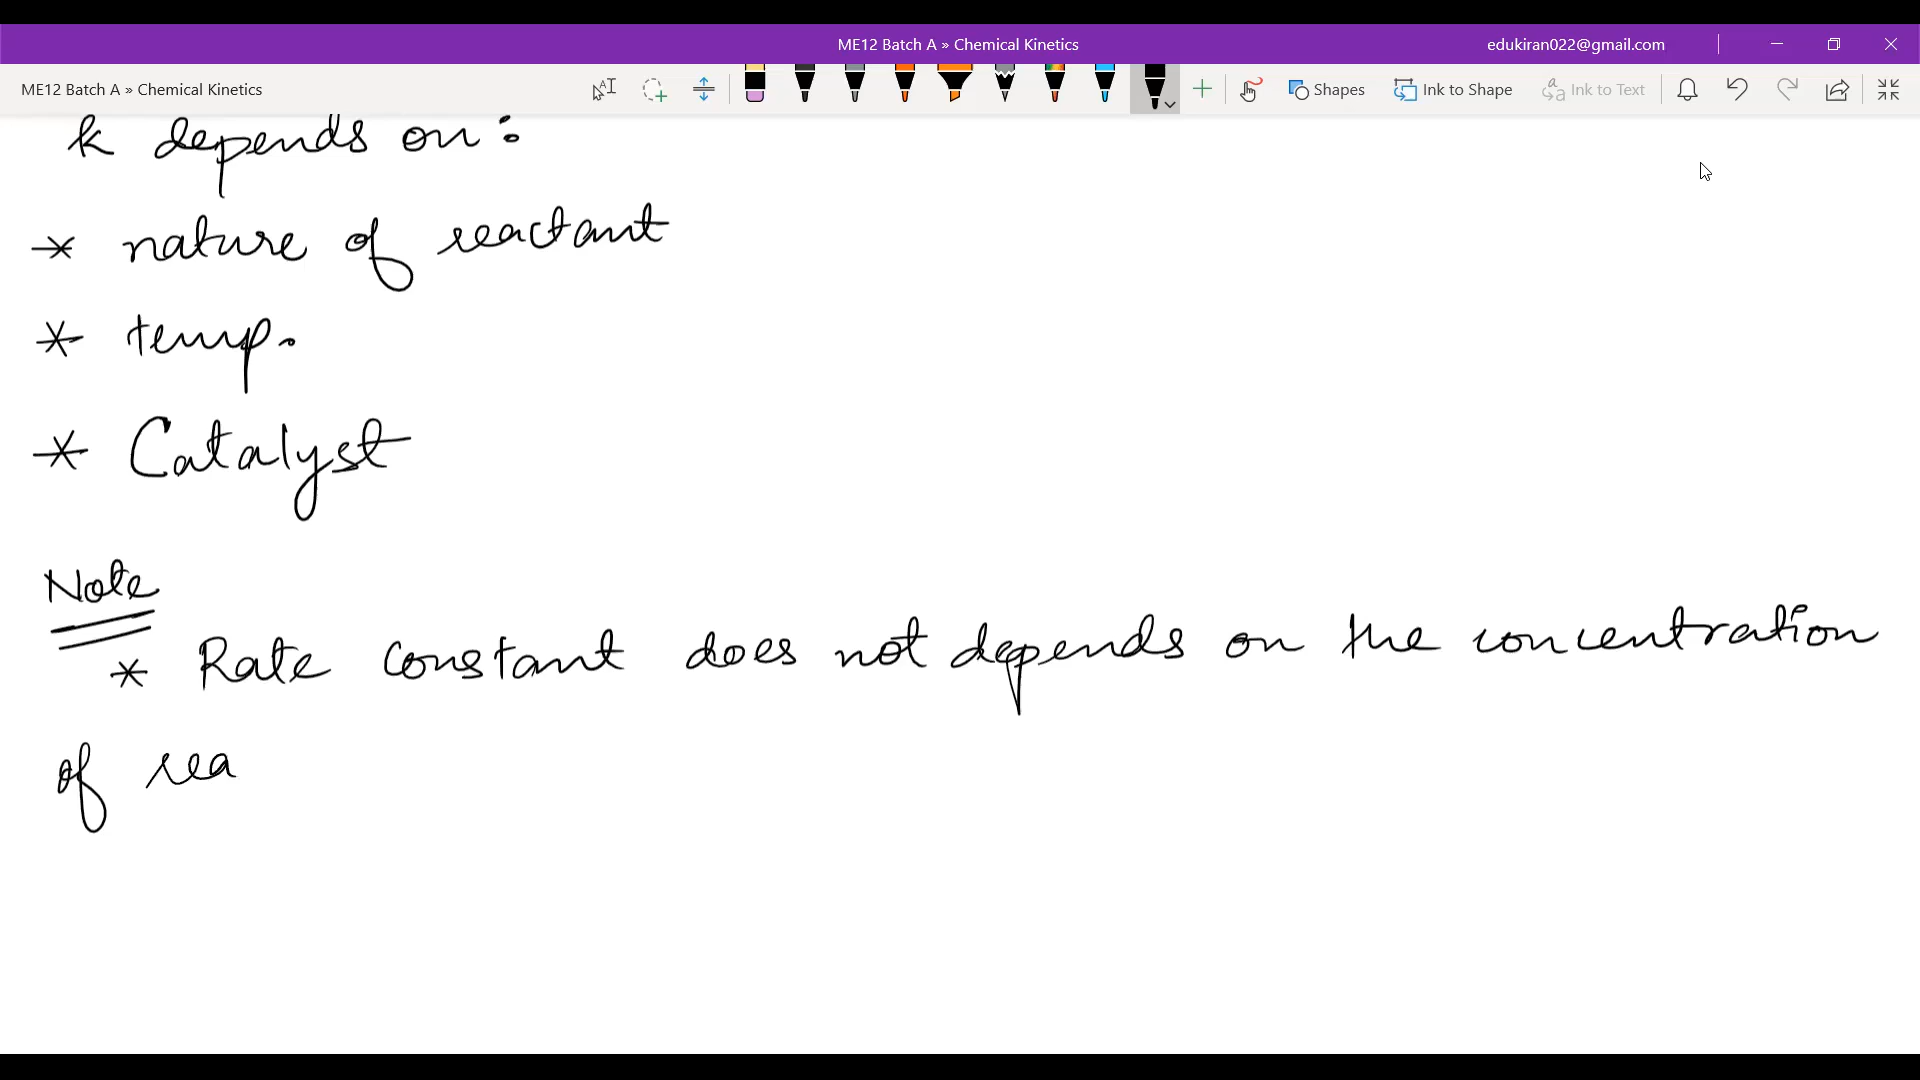 ME12 Batch A » Chemical Kinetics
edukiran022@gmail.com
ME12 Batch A » Chemical Kinetics
Shapes
Ink to Shape
Ink to Text
k depends on :
* nature of reactant
* temp.
* Catalyst
Note
* Rate constant does not depends on the concentration
of rea